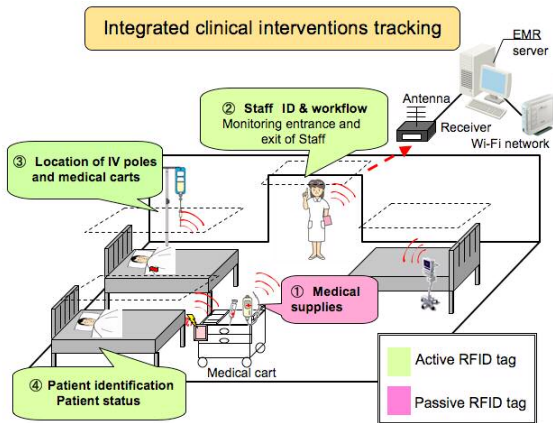 Integrated clinical interventions tracking
EMR
server
Antenna
Receiver
Wi-Fi network
② Staff ID & workflow
Monitoring entrance and
exit of Staff
③ Location of IV poles
and medical carts
① Medical
supplies
Medical cart
④ Patient identification
Patient status
Active RFID tag
Passive RFID tag